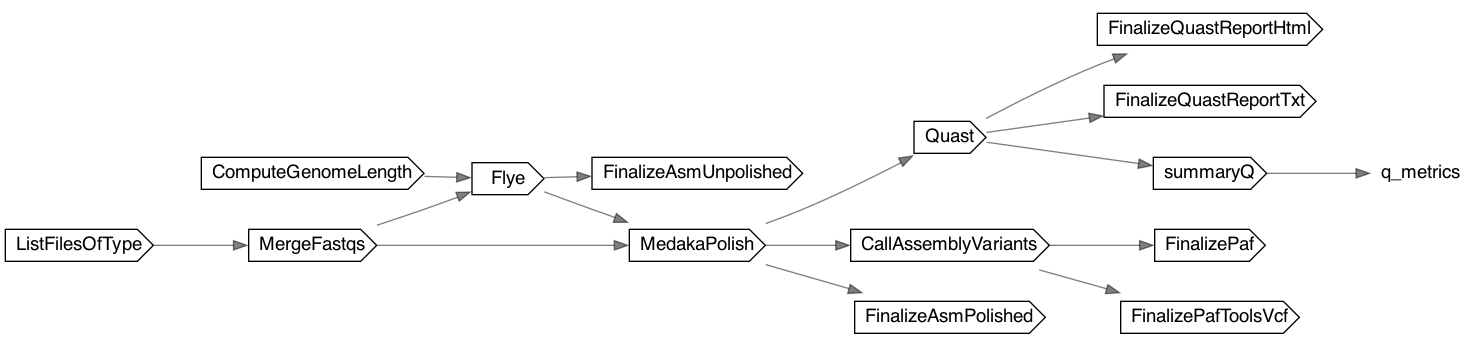 FinalizeQuastReportHtml
FinalizeQuastReportTxt
Quast
ComputeGenomeLength
Flye
FinalizeAsmUnpolished
summaryQ
q_metrics
ListFilesOfType
MergeFastqs
MedakaPolish
CallAssemblyVariants
FinalizePaf
FinalizeAsmPolished
FinalizePafToolsVcf